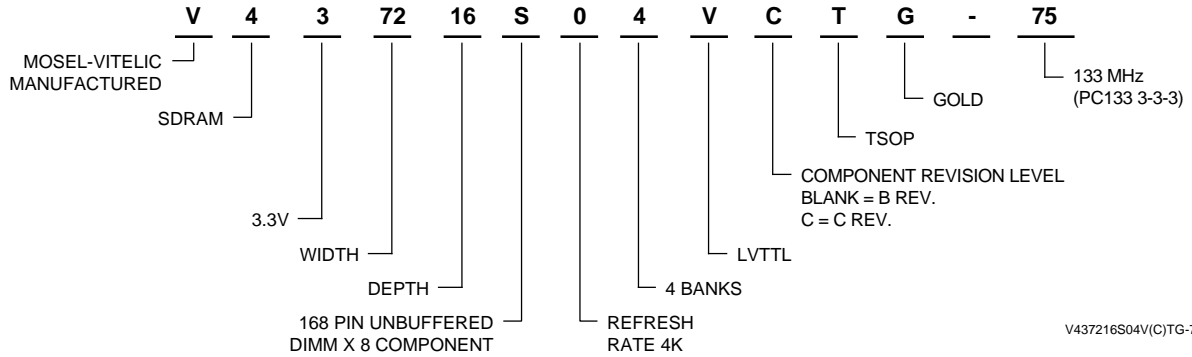 V 4 3 72 16 S 0 4 V C T G - 75
MOSEL-VITELIC
MANUFACTURED
SDRAM
3.3V
WIDTH
DEPTH
168 PIN UNBUFFERED
DIMM X 8 COMPONENT
REFRESH
RATE 4K
4 BANKS
LVTTL
COMPONENT REVISION LEVEL
BLANK = B REV.
C = C REV.
TSOP
GOLD
133 MHz
(PC133 3-3-3)